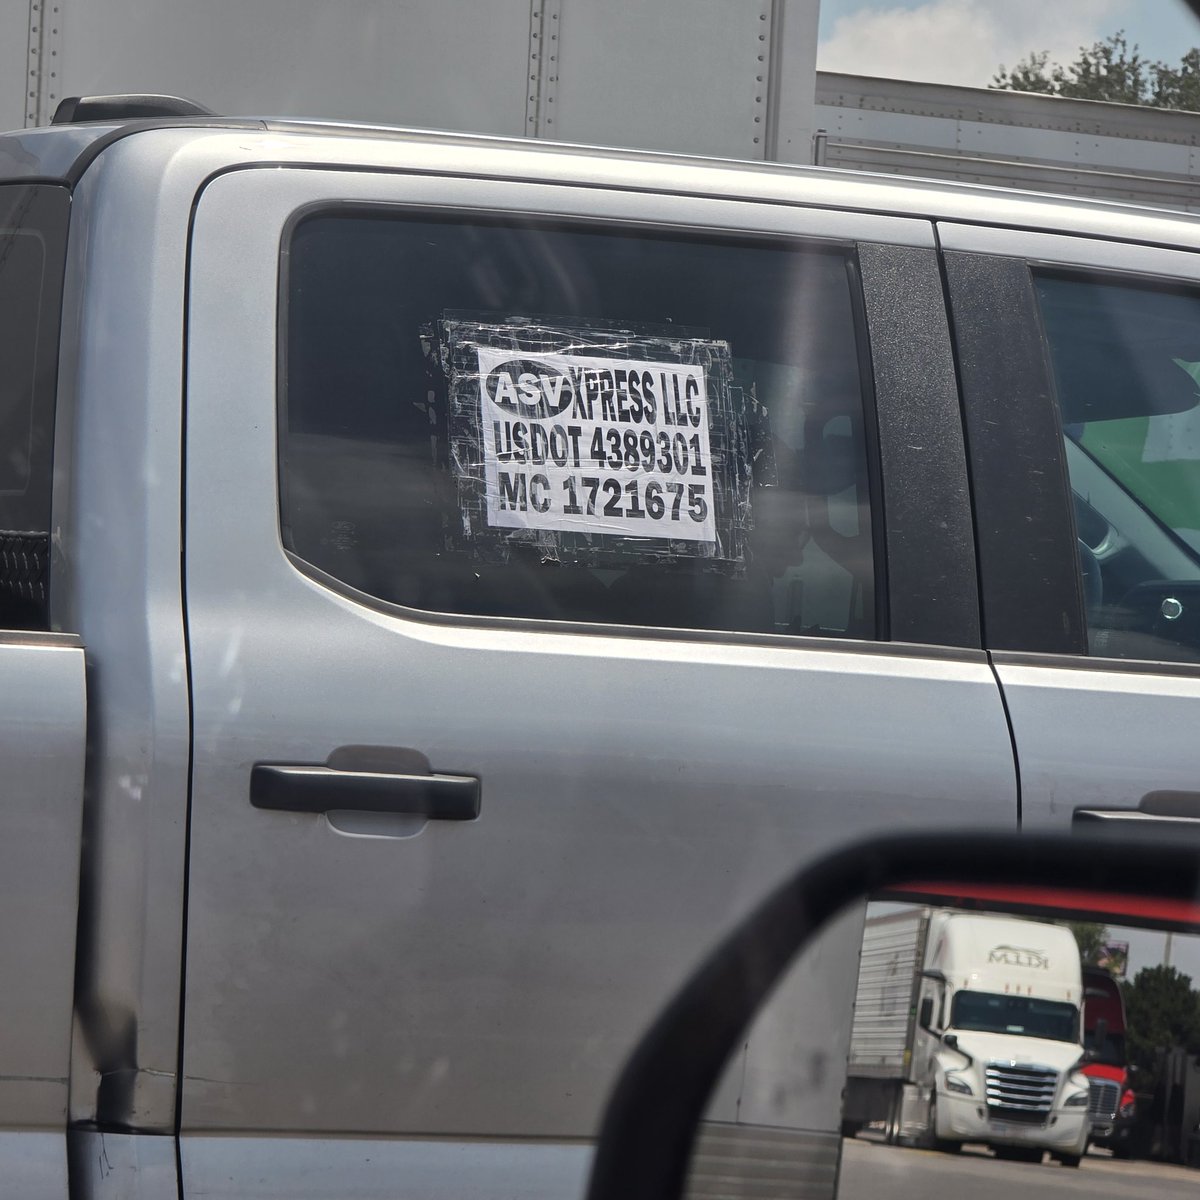 ASV XPRESS LLC
USDOT 4389301
MC 1721675